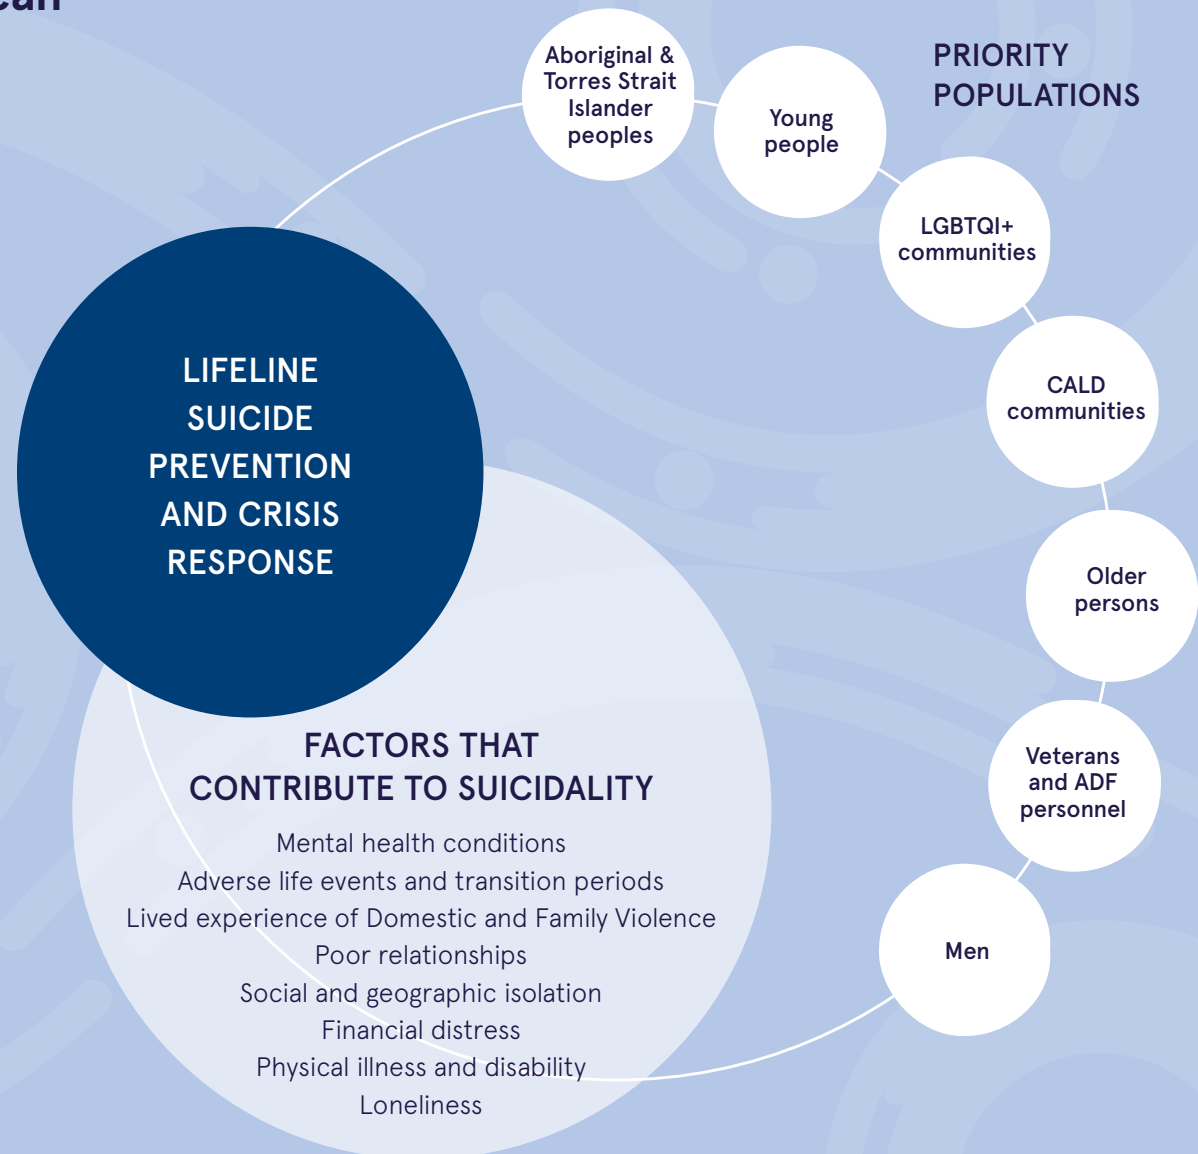 PRIORITY
POPULATIONS
Aboriginal &
Torres Strait
Islander
peoples
Young
people
LGBTQI+
communities
CALD
communities
Older
persons
Veterans
and ADF
personnel
Men
LIFELINE
SUICIDE
PREVENTION
AND CRISIS
RESPONSE
FACTORS THAT
CONTRIBUTE TO SUICIDALITY
Mental health conditions
Adverse life events and transition periods
Lived experience of Domestic and Family Violence
Poor relationships
Social and geographic isolation
Financial distress
Physical illness and disability
Loneliness